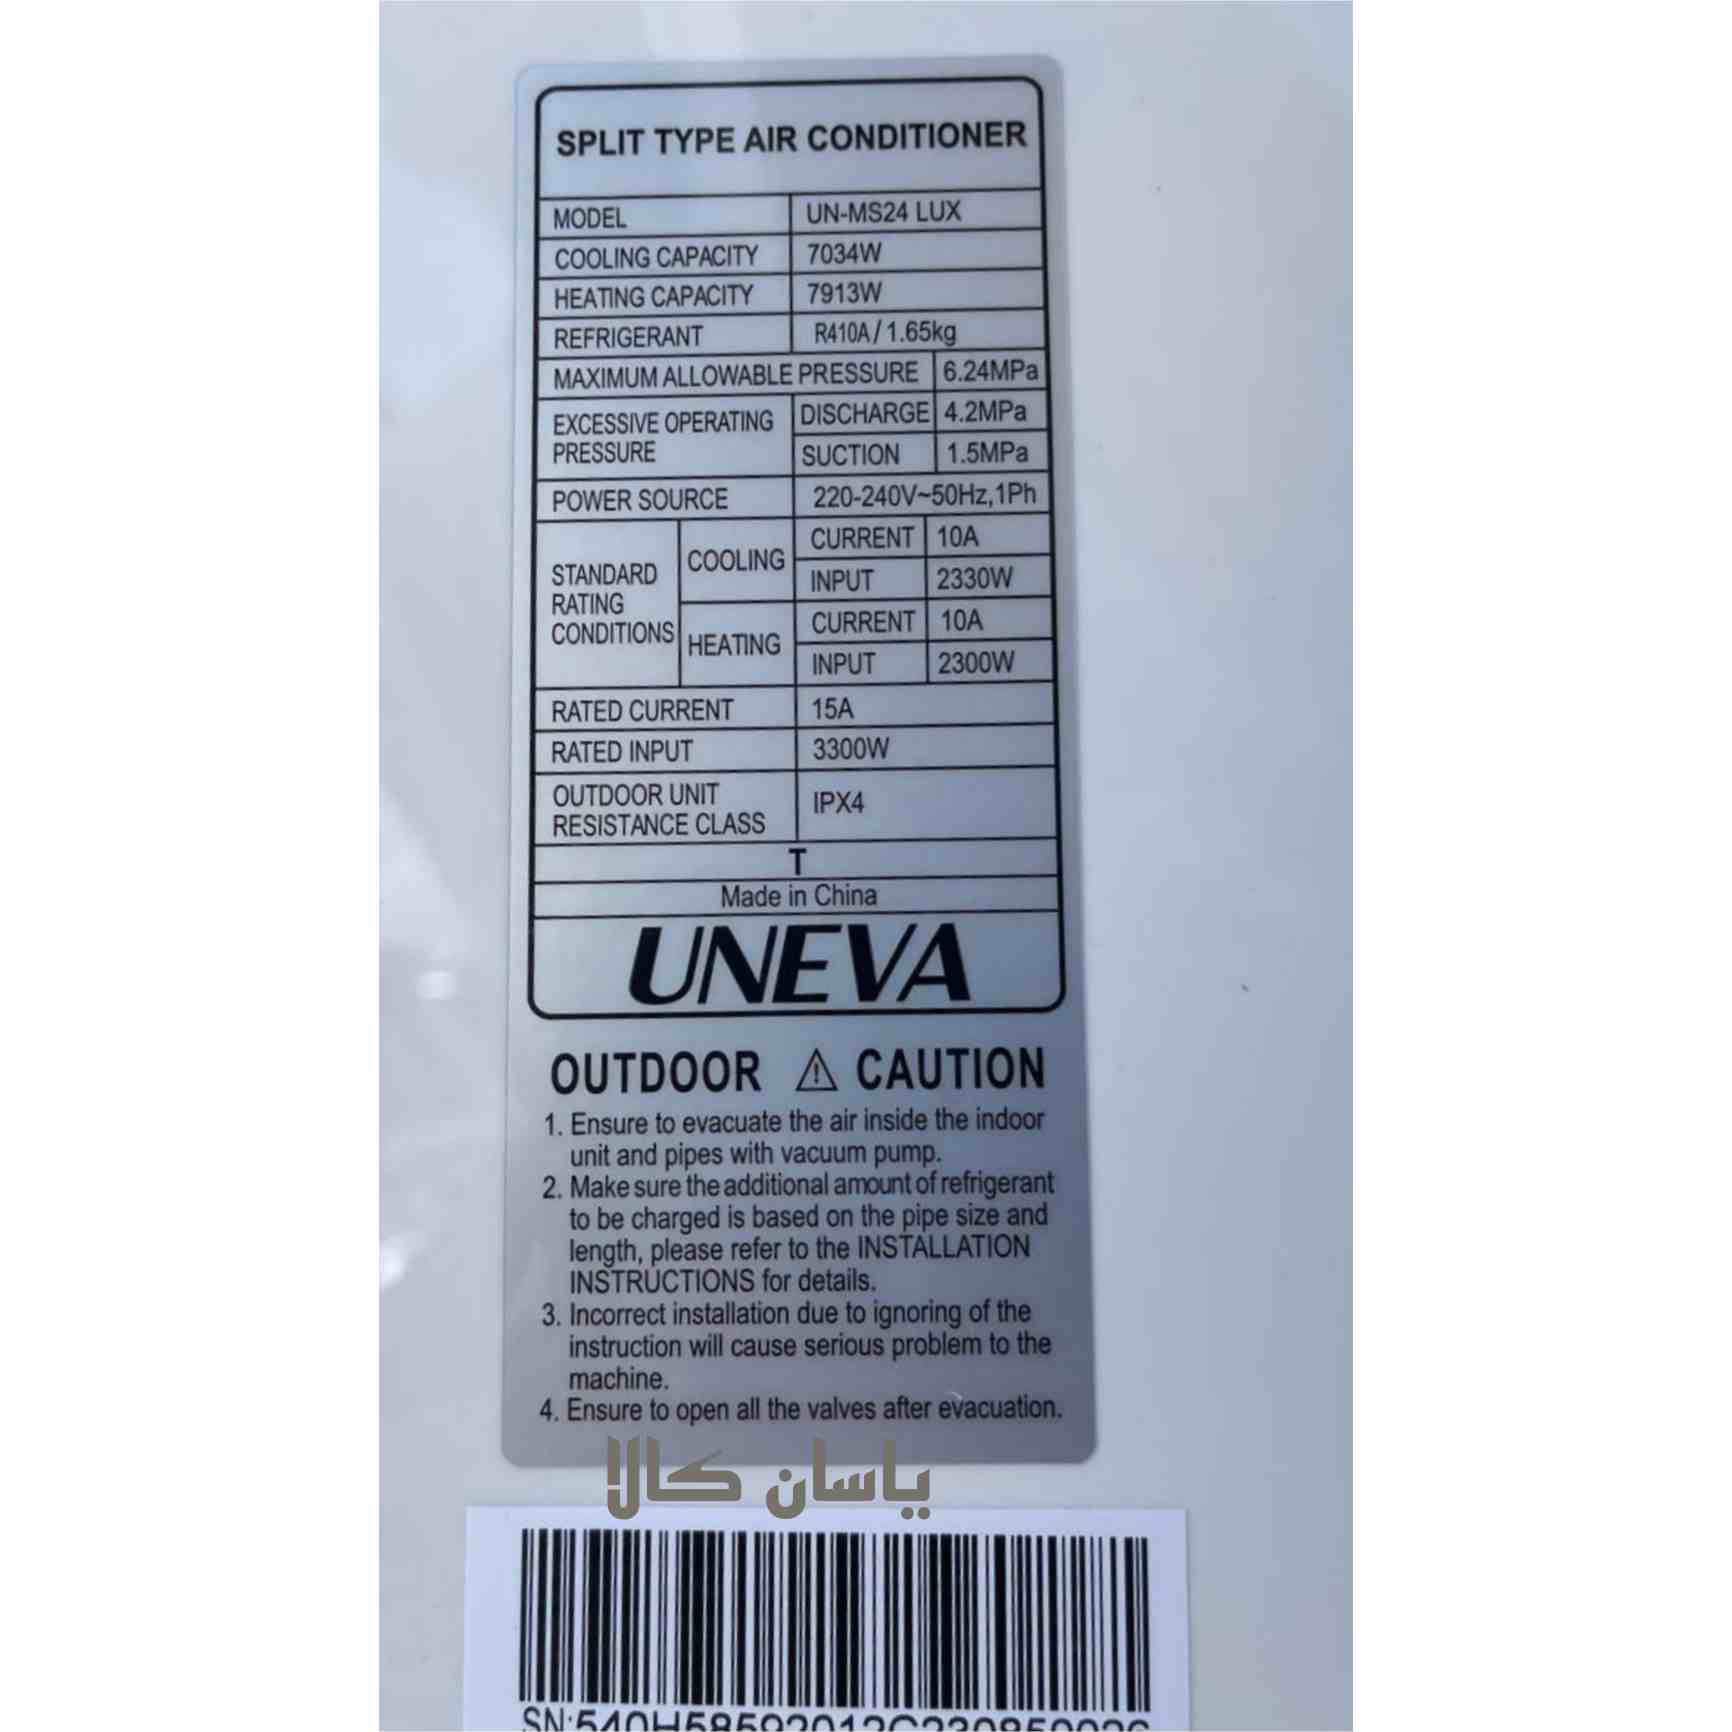 SPLIT TYPE AIR CONDITIONER
MODEL UN-MS24 LUX
COOLING CAPACITY 7034W
HEATING CAPACITY 7913W
REFRIGERANT R410A / 1.65kg
MAXIMUM ALLOWABLE PRESSURE 6.24MPa
EXCESSIVE OPERATING PRESSURE DISCHARGE 4.2MPa
SUCTION 1.5MPa
POWER SOURCE 220-240V~50Hz,1Ph
STANDARD RATING CONDITIONS COOLING CURRENT 10A
INPUT 2330W
HEATING CURRENT 10A
INPUT 2300W
RATED CURRENT 15A
RATED INPUT 3300W
OUTDOOR UNIT RESISTANCE CLASS IPX4
T
Made in China
UNEVA
OUTDOOR CAUTION
1. Ensure to evacuate the air inside the indoor
unit and pipes with vacuum pump.
2. Make sure the additional amount of refrigerant
to be charged is based on the pipe size and
length, please refer to the INSTALLATION
INSTRUCTIONS for details.
3. Incorrect installation due to ignoring of the
instruction will cause serious problem to the
machine.
4. Ensure to open all the valves after evacuation.
یاسان کالا
SN: